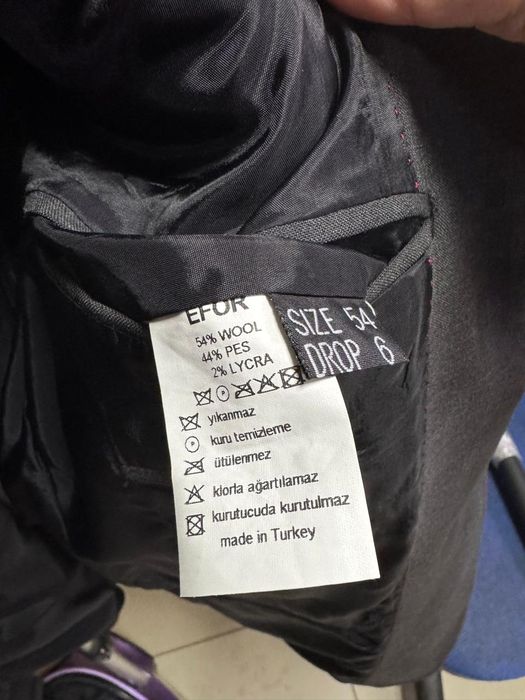 EFOR
54% WOOL
44% PES
2% LYCRA
yıkanmaz
kuru temizleme
ütülenmez
klorla ağartılamaz
kurutucuda kurutulmaz
made in Turkey
SIZE 54
DROP 6